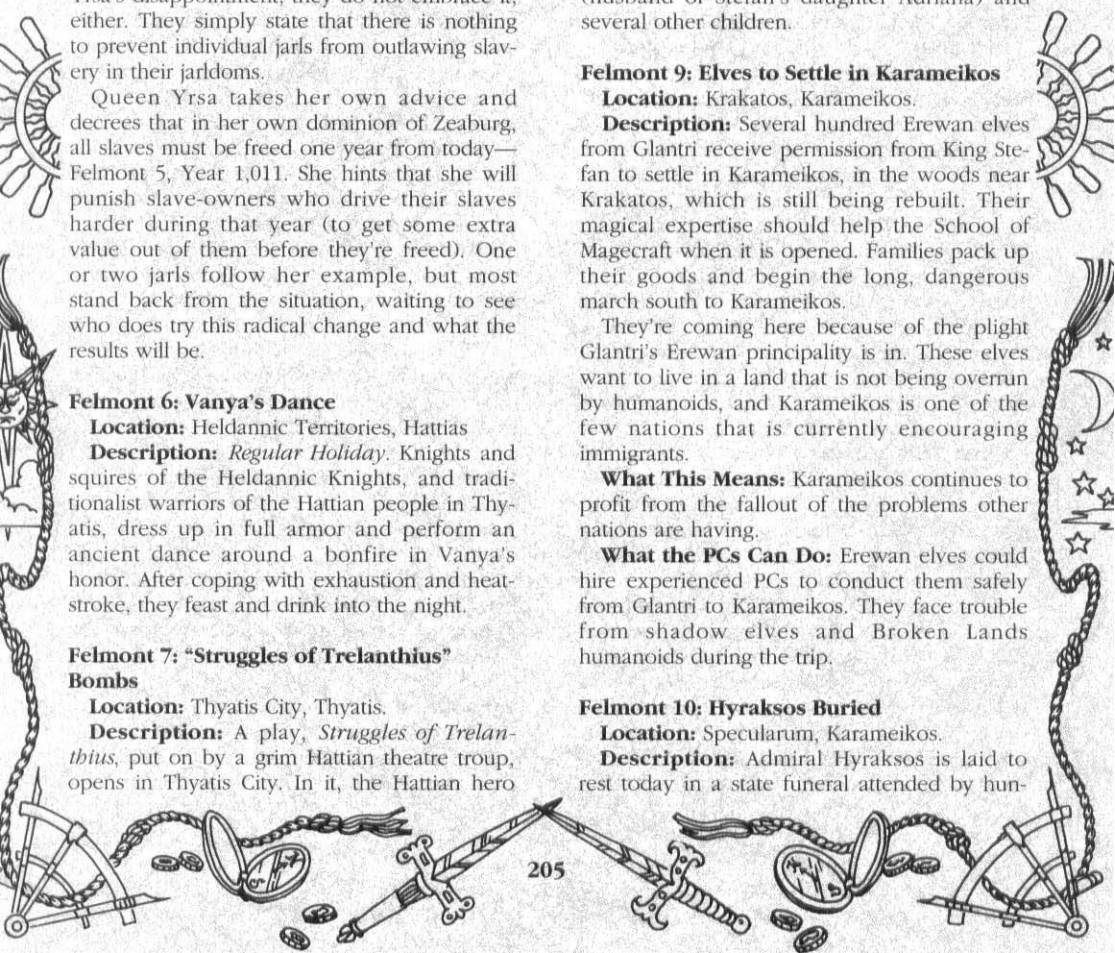 Yrsa's disappointment, they do not embrace it,
either. They simply state that there is nothing
to prevent individual jarls from outlawing slav-
ery in their jarldoms.
Queen Yrsa takes her own advice and
decrees that in her own dominion of Zeaburg,
all slaves must be freed one year from today—
Felmont 5, Year 1,011. She hints that she will
punish slave-owners who drive their slaves
harder during that year (to get some extra
value out of them before they're freed). One
or two jarls follow her example, but most
stand back from the situation, waiting to see
who does try this radical change and what the
results will be.
Felmont 6: Vanya's Dance
Location: Heldannic Territories, Hattias
Description: Regular Holiday. Knights and
squires of the Heldannic Knights, and tradi-
tionalist warriors of the Hattian people in Thy-
atis, dress up in full armor and perform an
ancient dance around a bonfire in Vanya's
honor. After coping with exhaustion and heat-
stroke, they feast and drink into the night.
Felmont 7: "Struggles of Trelanthius"
Bombs
Location: Thyatis City, Thyatis.
Description: A play, Struggles of Trelan-
thius, put on by a grim Hattian theatre troup,
opens in Thyatis City. In it, the Hattian hero
(husband of Stefan's daughter Adriana) and
several other children.
Felmont 9: Elves to Settle in Karameikos
Location: Krakatos, Karameikos.
Description: Several hundred Erewan elves
from Glantri receive permission from King Ste-
fan to settle in Karameikos, in the woods near
Krakatos, which is still being rebuilt. Their
magical expertise should help the School of
Magecraft when it is opened. Families pack up
their goods and begin the long, dangerous
march south to Karameikos.
They're coming here because of the plight
Glantri's Erewan principality is in. These elves
want to live in a land that is not being overrun
by humanoids, and Karameikos is one of the
few nations that is currently encouraging
immigrants.
What This Means: Karameikos continues to
profit from the fallout of the problems other
nations are having.
What the PCs Can Do: Erewan elves could
hire experienced PCs to conduct them safely
from Glantri to Karameikos. They face trouble
from shadow elves and Broken Lands
humanoids during the trip.
Felmont 10: Hyraksos Buried
Location: Specularum, Karameikos.
Description: Admiral Hyraksos is laid to
rest today in a state funeral attended by hun-
205